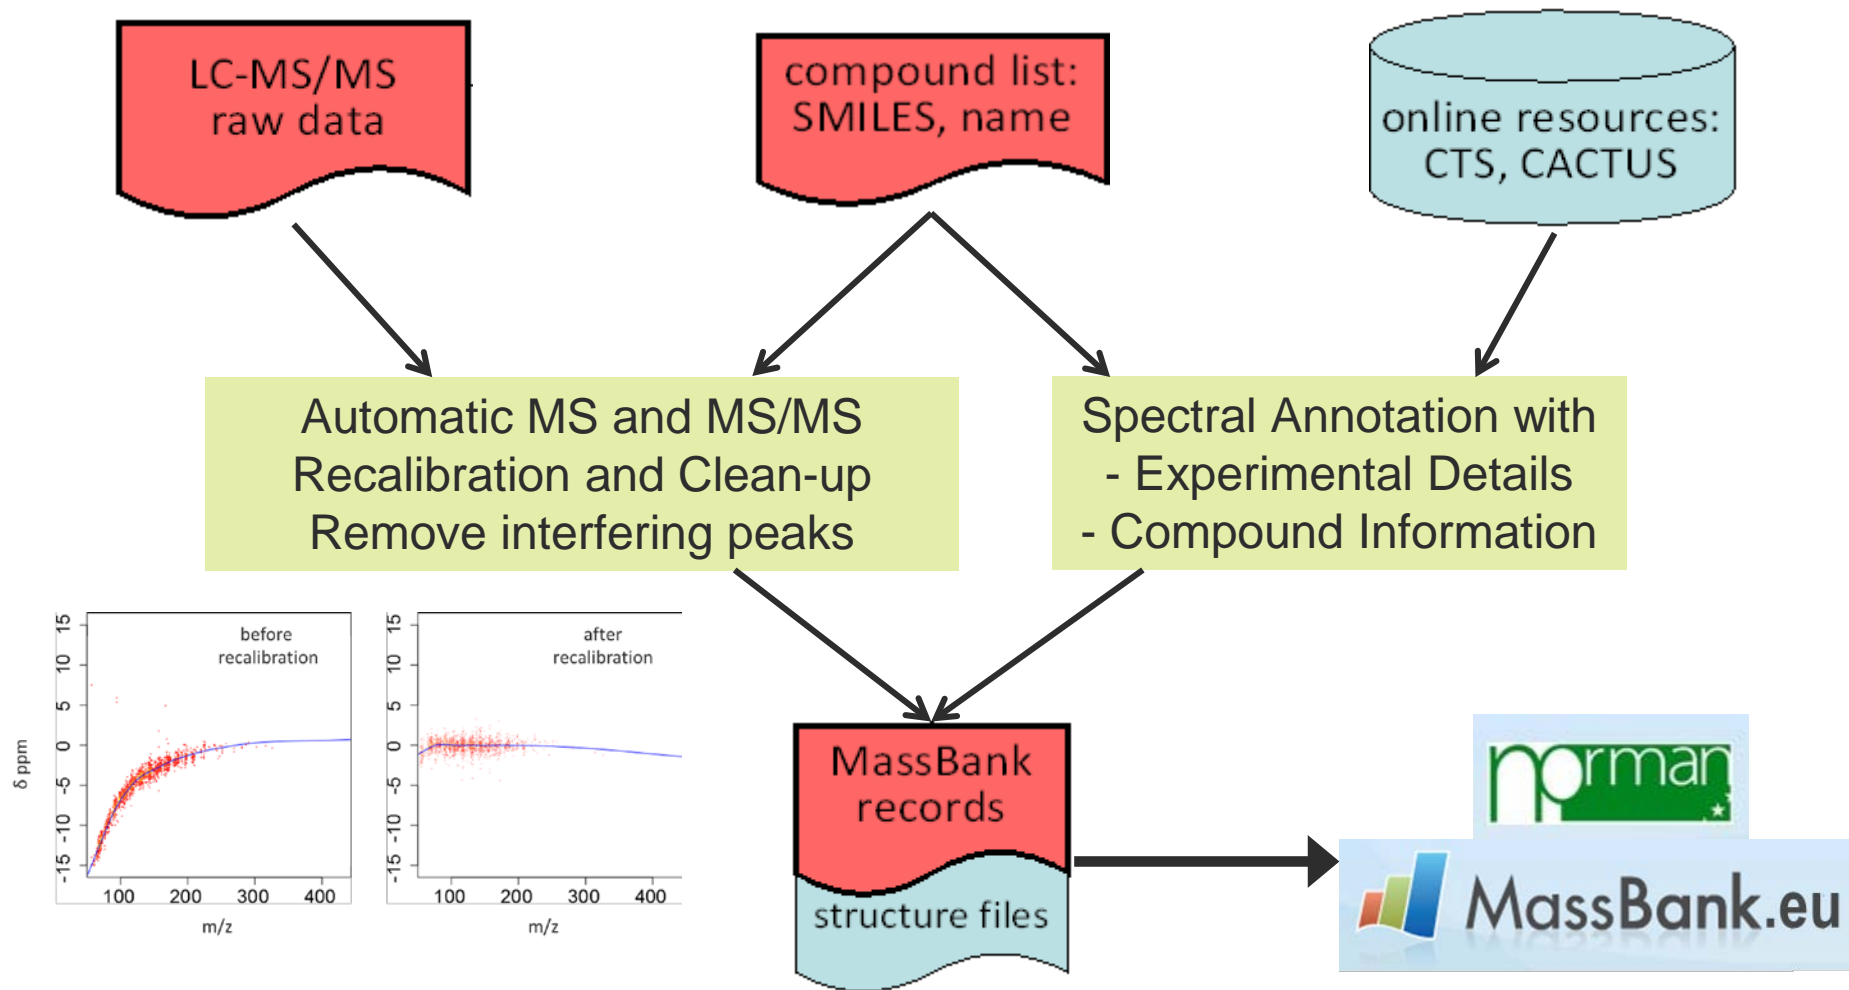 LC-MS/MS
raw data
compound list:
SMILES, name
online resources:
CTS, CACTUS
Automatic MS and MS/MS
Recalibration and Clean-up
Remove interfering peaks
Spectral Annotation with
- Experimental Details
- Compound Information
before
recalibration
δ ppm
15
10
5
0
-5
-10
-15
100 200 300 400
m/z
after
recalibration
15
10
5
0
-5
-10
-15
100 200 300 400
m/z
MassBank
records
structure files
norman
MassBank.eu